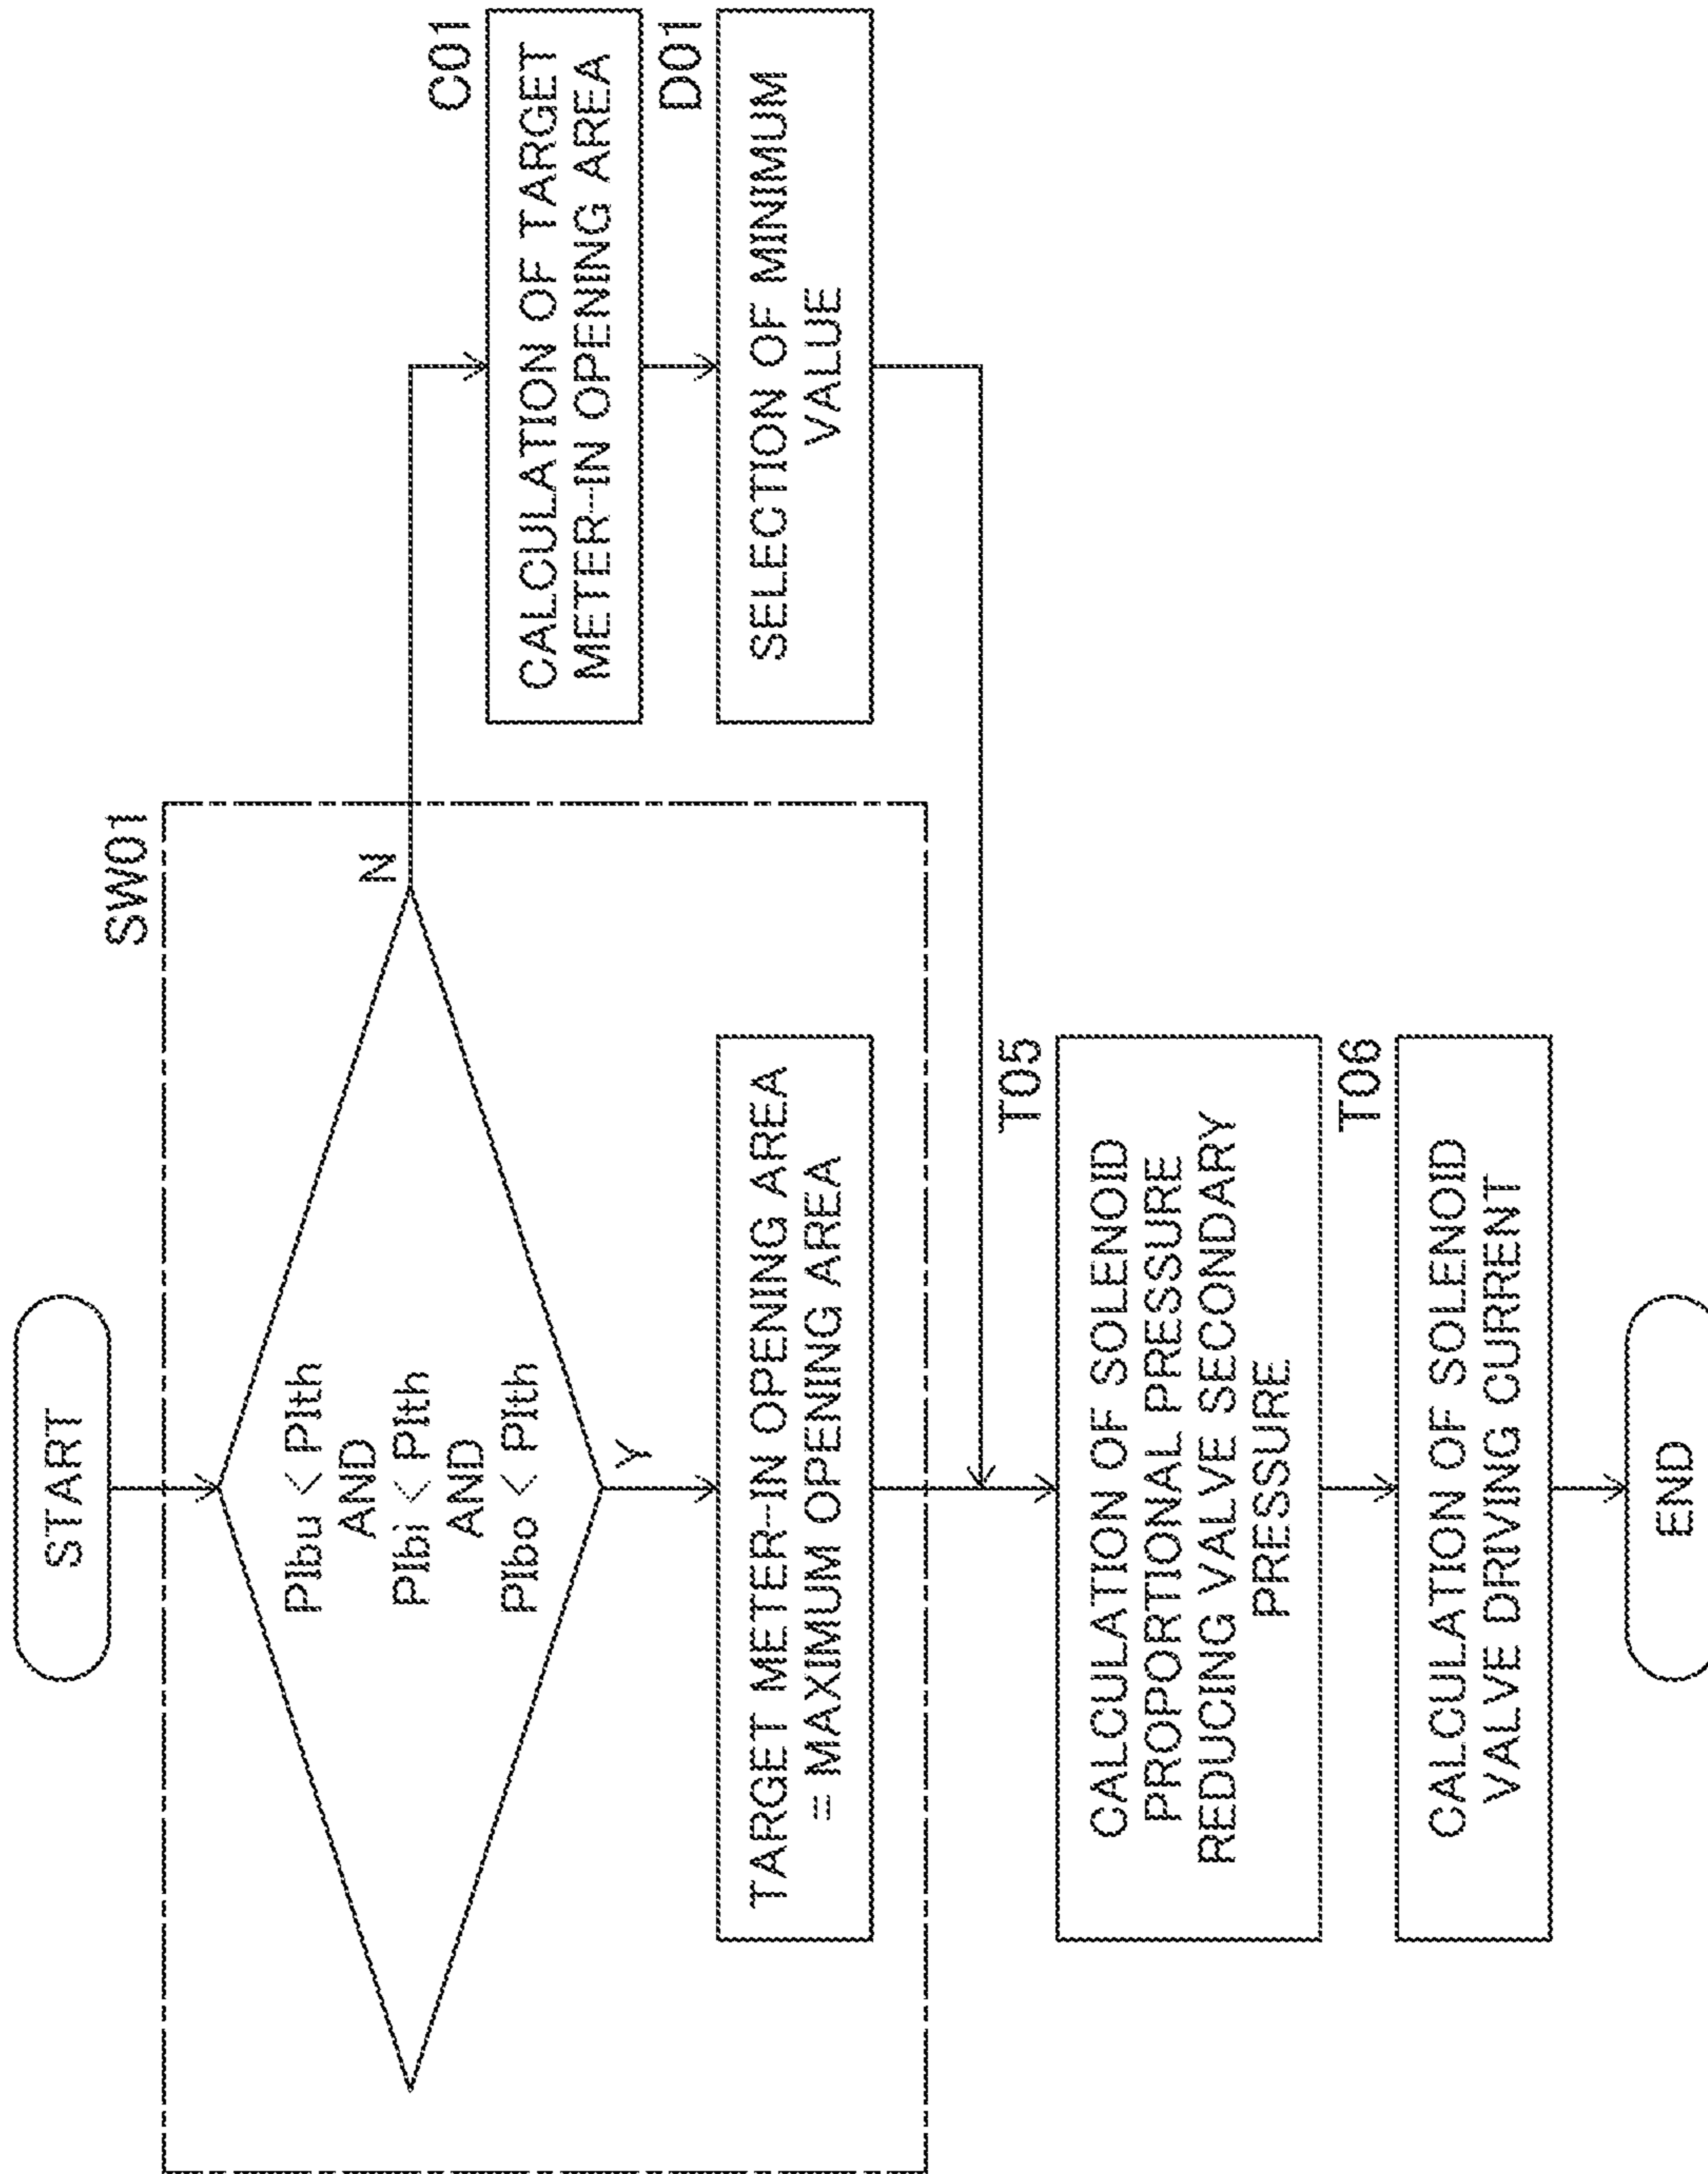 START
SW01
PIbu < PIth
AND
PIbi < PIth
AND
PIbo < PIth
N
Y
TARGET METER-IN OPENING AREA
= MAXIMUM OPENING AREA
C01
CALCULATION OF TARGET
METER-IN OPENING AREA
D01
SELECTION OF MINIMUM
VALUE
T05
CALCULATION OF SOLENOID
PROPORTIONAL PRESSURE
REDUCING VALVE SECONDARY
PRESSURE
T06
CALCULATION OF SOLENOID
VALVE DRIVING CURRENT
END